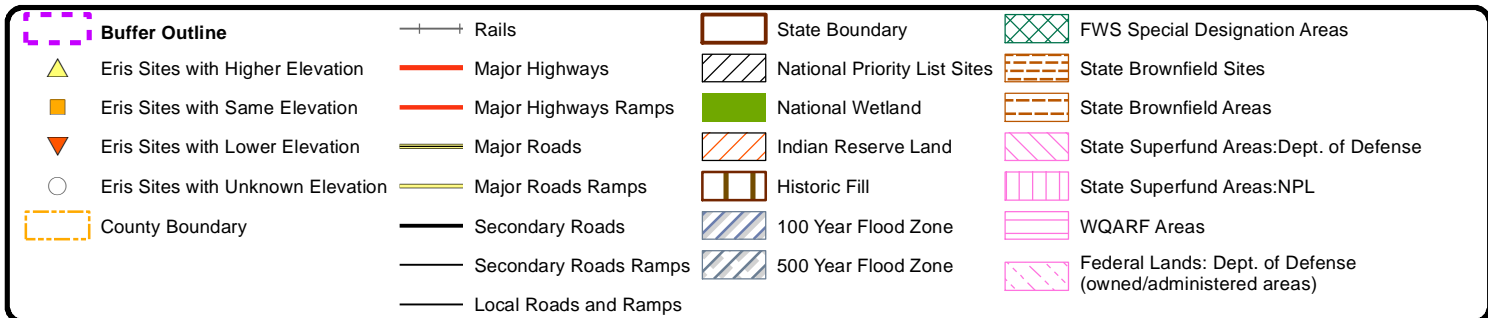 Buffer Outline
Eris Sites with Higher Elevation
Eris Sites with Same Elevation
Eris Sites with Lower Elevation
Eris Sites with Unknown Elevation
County Boundary
Rails
Major Highways
Major Highways Ramps
Major Roads
Major Roads Ramps
Secondary Roads
Secondary Roads Ramps
Local Roads and Ramps
State Boundary
National Priority List Sites
National Wetland
Indian Reserve Land
Historic Fill
100 Year Flood Zone
500 Year Flood Zone
FWS Special Designation Areas
State Brownfield Sites
State Brownfield Areas
State Superfund Areas:Dept. of Defense
State Superfund Areas:NPL
WQARF Areas
Federal Lands: Dept. of Defense
(owned/administered areas)